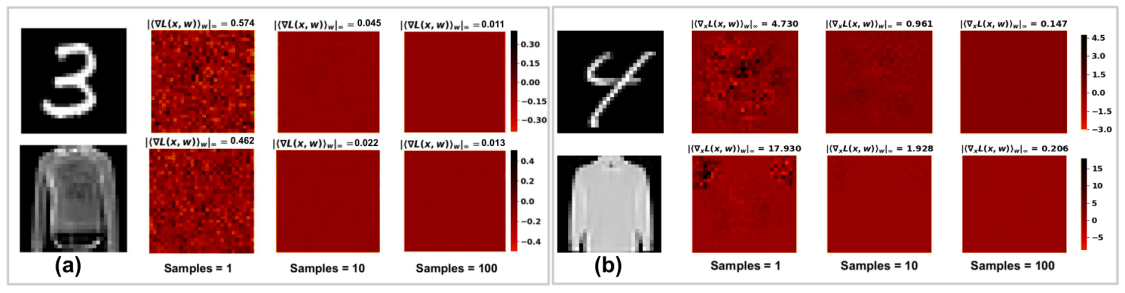 |⟨∇L(x, w)⟩w|∞ = 0.574
|⟨∇L(x, w)⟩w|∞ = 0.045
|⟨∇L(x, w)⟩w|∞ = 0.011
0.30
0.15
0.00
−0.15
−0.30
|⟨∇L(x, w)⟩w|∞ = 0.462
|⟨∇L(x, w)⟩w|∞ = 0.022
|⟨∇L(x, w)⟩w|∞ = 0.013
0.4
0.2
0.0
−0.2
−0.4
(a)
Samples = 1
Samples = 10
Samples = 100
|⟨∇xL(x, w)⟩w|∞ = 4.730
|⟨∇xL(x, w)⟩w|∞ = 0.961
|⟨∇xL(x, w)⟩w|∞ = 0.147
4.5
3.0
1.5
0.0
−1.5
−3.0
|⟨∇xL(x, w)⟩w|∞ = 17.930
|⟨∇xL(x, w)⟩w|∞ = 1.928
|⟨∇xL(x, w)⟩w|∞ = 0.206
15
10
5
0
−5
(b)
Samples = 1
Samples = 10
Samples = 100
3
4